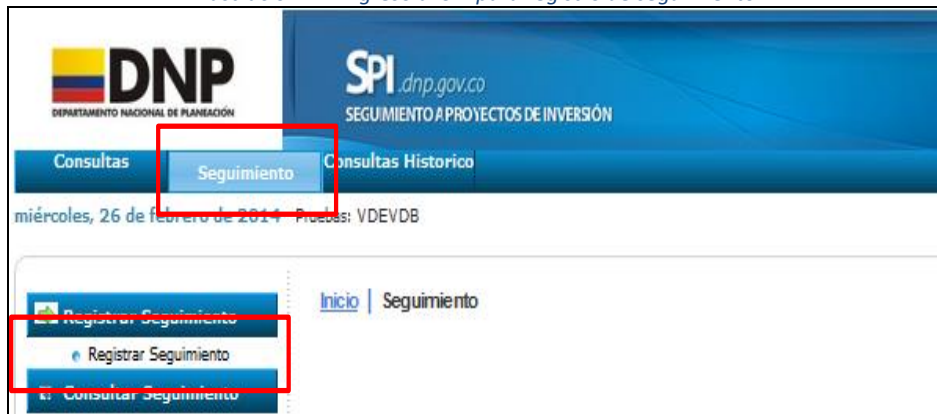 DNP
DEPARTAMENTO NACIONAL DE PLANEACIÓN
SPI .dnp.gov.co
SEGUIMIENTO A PROYECTOS DE INVERSIÓN
Consultas
Seguimiento
Consultas Historico
miércoles, 26 de febrero de 2014 Pruebas: VDEVDB
Inicio | Seguimiento
Registrar Seguimiento
Registrar Seguimiento
Consultar Seguimiento